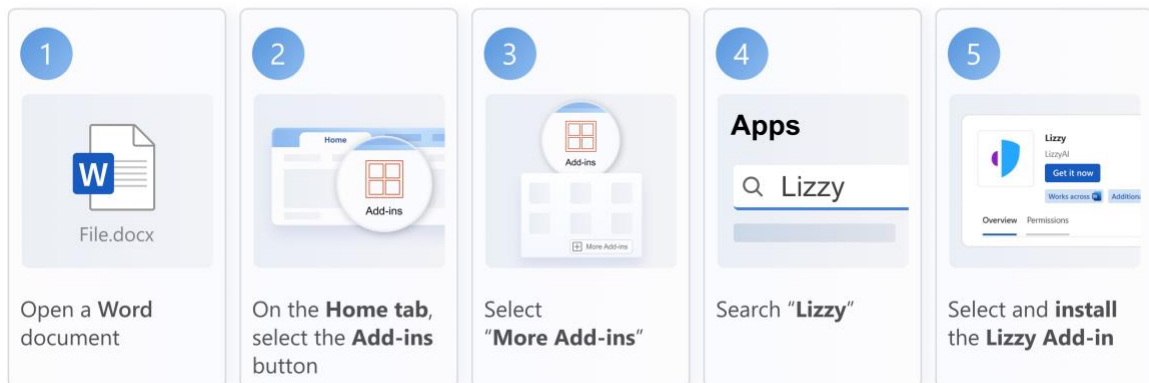 1
W
File.docx
Open a Word
document
2
Home
Add-ins
On the Home tab,
select the Add-ins
button
3
Add-ins
More Add-ins
Select
“More Add-ins”
4
Apps
Lizzy
Search “Lizzy”
5
Lizzy
LizzyAI
Get it now
Works across
Overview Permissions
Select and install
the Lizzy Add-in